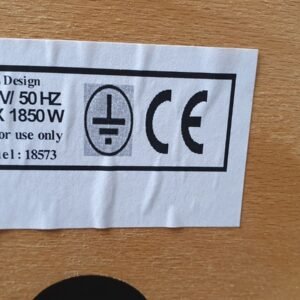 Design
V/ 50 HZ
X 1850 W
or use only
el : 18573
CE